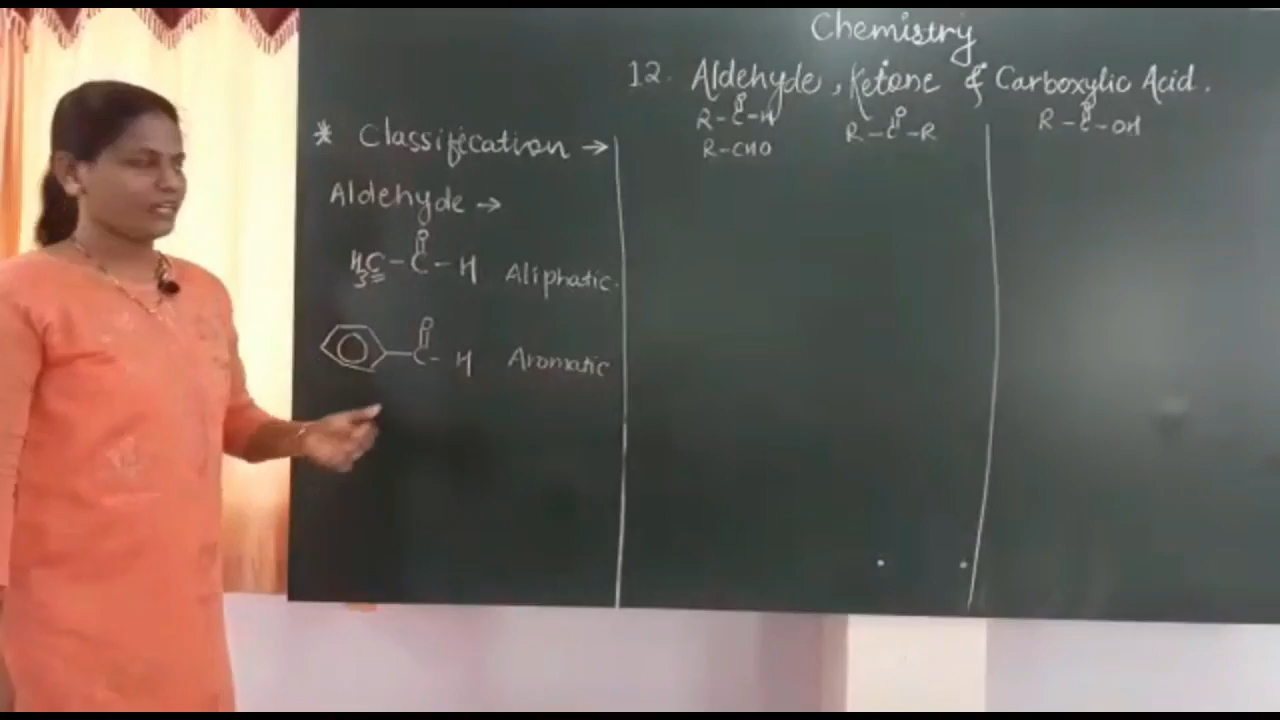 Chemistry
12. Aldehyde, Ketone & Carboxylic Acid.
R-C-H
O
R-CHO
R-C-R
O
R-C-OH
O
* Classification →
Aldehyde →
O
H3C-C-H Aliphatic.
O
C-H Aromatic